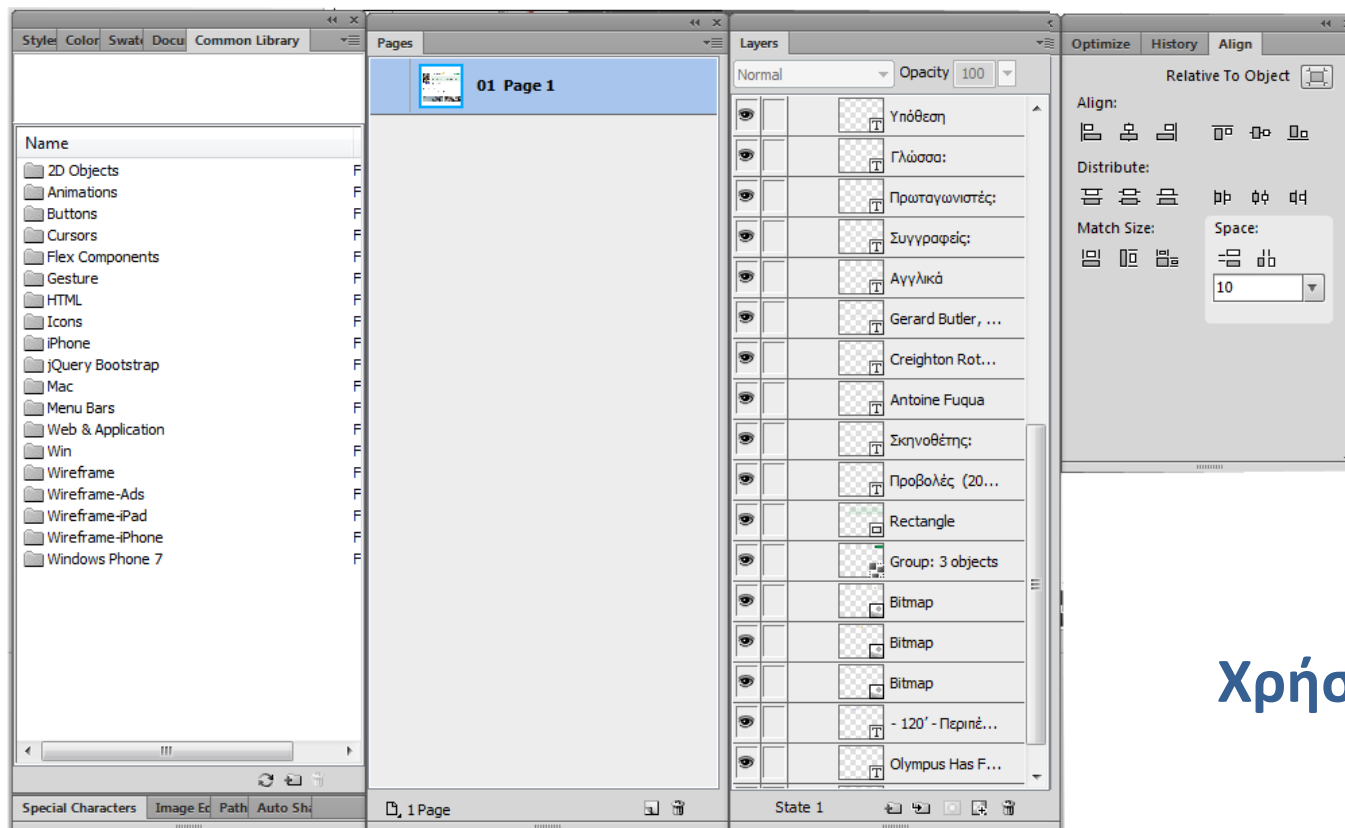 Styles Color Swatc Docu Common Library
Name
2D Objects F
Animations F
Buttons F
Cursors F
Flex Components F
Gesture F
HTML F
Icons F
iPhone F
jQuery Bootstrap F
Mac F
Menu Bars F
Web & Application F
Win F
Wireframe F
Wireframe-Ads F
Wireframe-iPad F
Wireframe-iPhone F
Windows Phone 7 F
Special Characters Image Ed Path Auto Sha
Pages
01 Page 1
1 Page
Layers
Normal Opacity 100
Υπόθεση
Γλώσσα:
Πρωταγωνιστές:
Συγγραφείς:
Αγγλικά
Gerard Butler, ...
Creighton Rot...
Antoine Fuqua
Σκηνοθέτης:
Προβολές (20...
Rectangle
Group: 3 objects
Bitmap
Bitmap
Bitmap
- 120' - Περιπέ...
Olympus Has F...
State 1
Optimize History Align
Relative To Object
Align:
Distribute:
Match Size: Space:
10
Χρήσ